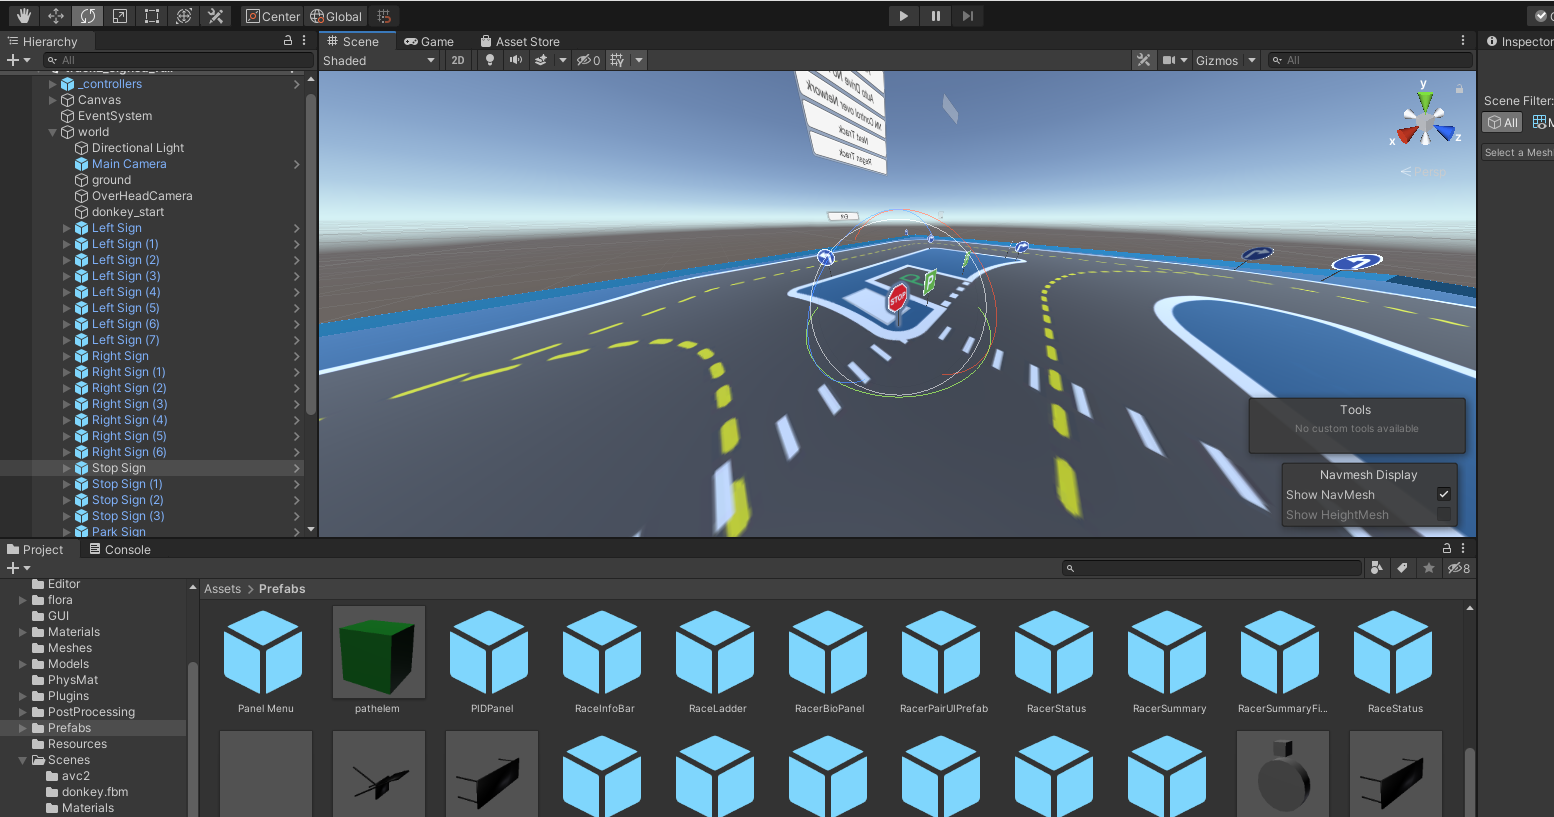 Center
Global
C
Hierarchy
All
_controllers
Canvas
EventSystem
world
Directional Light
Main Camera
ground
OverHeadCamera
donkey_start
Left Sign
Left Sign (1)
Left Sign (2)
Left Sign (3)
Left Sign (4)
Left Sign (5)
Left Sign (6)
Left Sign (7)
Right Sign
Right Sign (1)
Right Sign (2)
Right Sign (3)
Right Sign (4)
Right Sign (5)
Right Sign (6)
Stop Sign
Stop Sign (1)
Stop Sign (2)
Stop Sign (3)
Park Sign
Scene
Game
Asset Store
Shaded
2D
0
Gizmos
All
Auto Drive
NN Control over Network
Next Track
Regen Track
Exit
STOP
P
y
x
z
Persp
Tools
No custom tools available
Navmesh Display
Show NavMesh
Show HeightMesh
Inspector
Scene Filter:
All
M
Select a Mesh
Project
Console
8
Editor
flora
GUI
Materials
Meshes
Models
PhysMat
Plugins
PostProcessing
Prefabs
Resources
Scenes
avc2
donkey.fbm
Materials
Assets > Prefabs
Panel Menu
pathelem
PIDPanel
RaceInfoBar
RaceLadder
RacerBioPanel
RacerPairUIPrefab
RacerStatus
RacerSummary
RacerSummaryFi...
RaceStatus